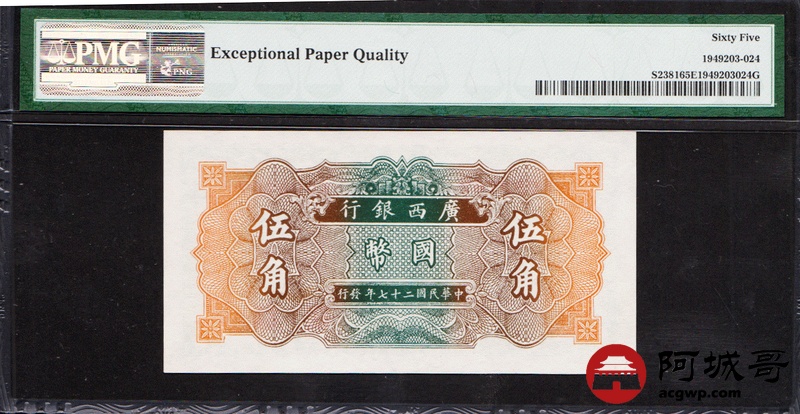 PMG
PAPER MONEY GUARANTY
NUMISMATIC
PNG
Exceptional Paper Quality
Sixty Five
1949203-024
S238165E1949203024G
行銀西廣
幣國
伍角
伍角
行發年七十二國民華中
阿城哥
acgwp.com